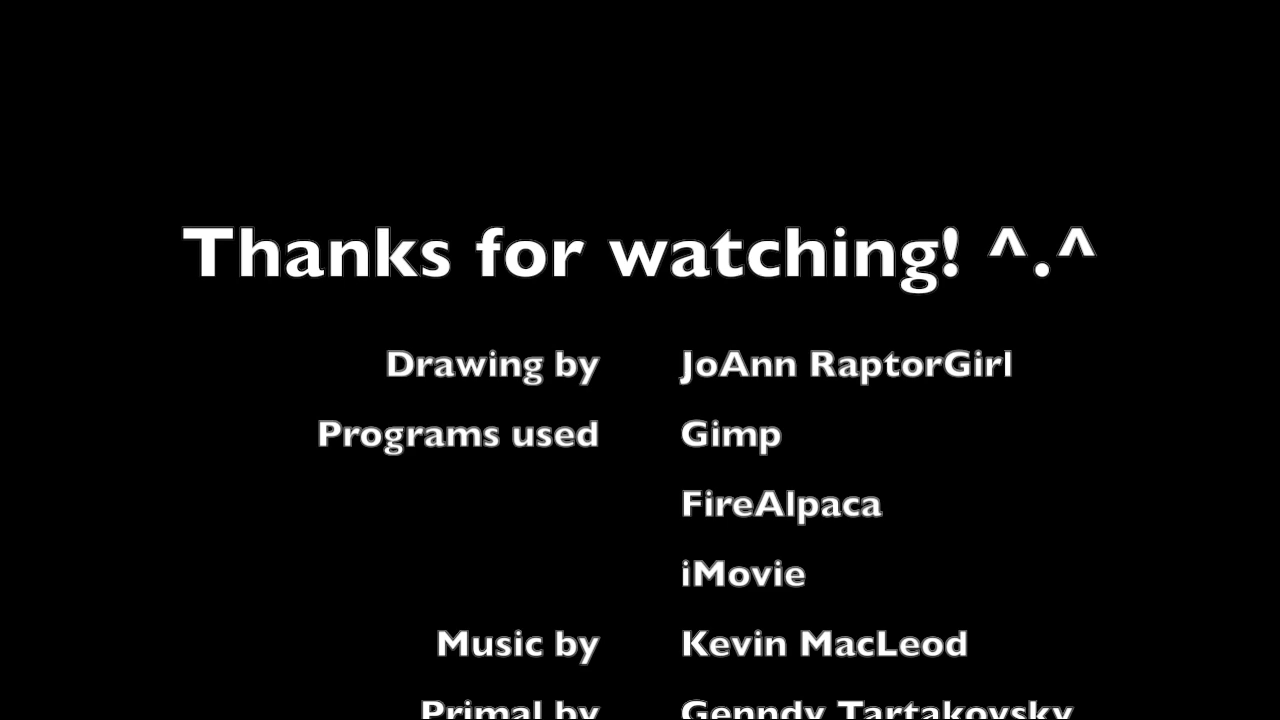 Thanks for watching! ^.^
Drawing by JoAnn RaptorGirl
Programs used Gimp
FireAlpaca
iMovie
Music by Kevin MacLeod
Primal by Genndy Tartakovsky